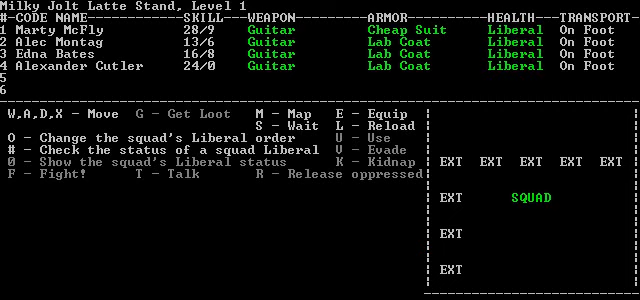 Milky Jolt Latte Stand, Level 1
#-CODE NAME------------SKILL---WEAPON---------ARMOR----------HEALTH---TRANSPORT-
1 Marty McFly          28/9    Guitar         Cheap Suit     Liberal  On Foot
2 Alec Montag          13/6    Guitar         Lab Coat       Liberal  On Foot
3 Edna Bates           16/8    Guitar         Lab Coat       Liberal  On Foot
4 Alexander Cutler     24/0    Guitar         Lab Coat       Liberal  On Foot
5
6
W,A,D,X - Move  G - Get Loot    M - Map   E - Equip
S - Wait  L - Reload
O - Change the squad's Liberal order      U - Use
# - Check the status of a squad Liberal   V - Evade
0 - Show the squad's Liberal status       K - Kidnap
F - Fight!      T - Talk        R - Release oppressed
EXT  EXT  EXT  EXT  EXT
EXT  SQUAD
EXT
EXT